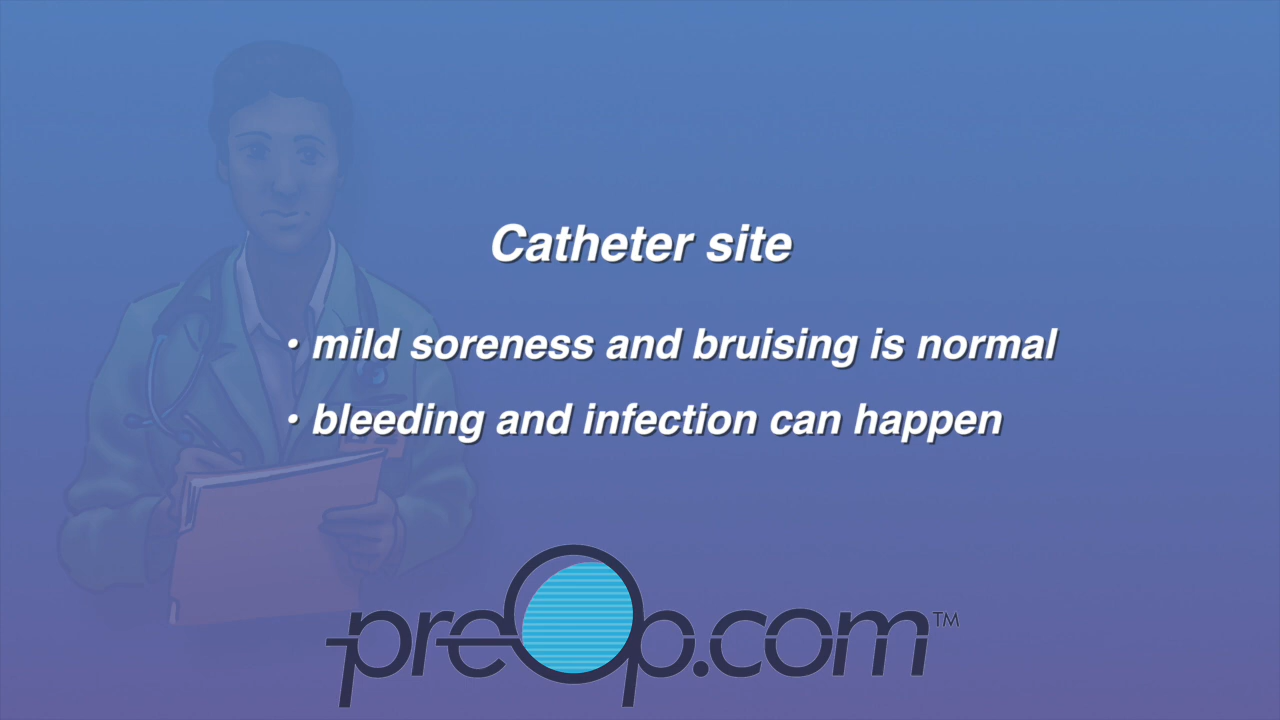 Catheter site
• mild soreness and bruising is normal
• bleeding and infection can happen
preOp.com™